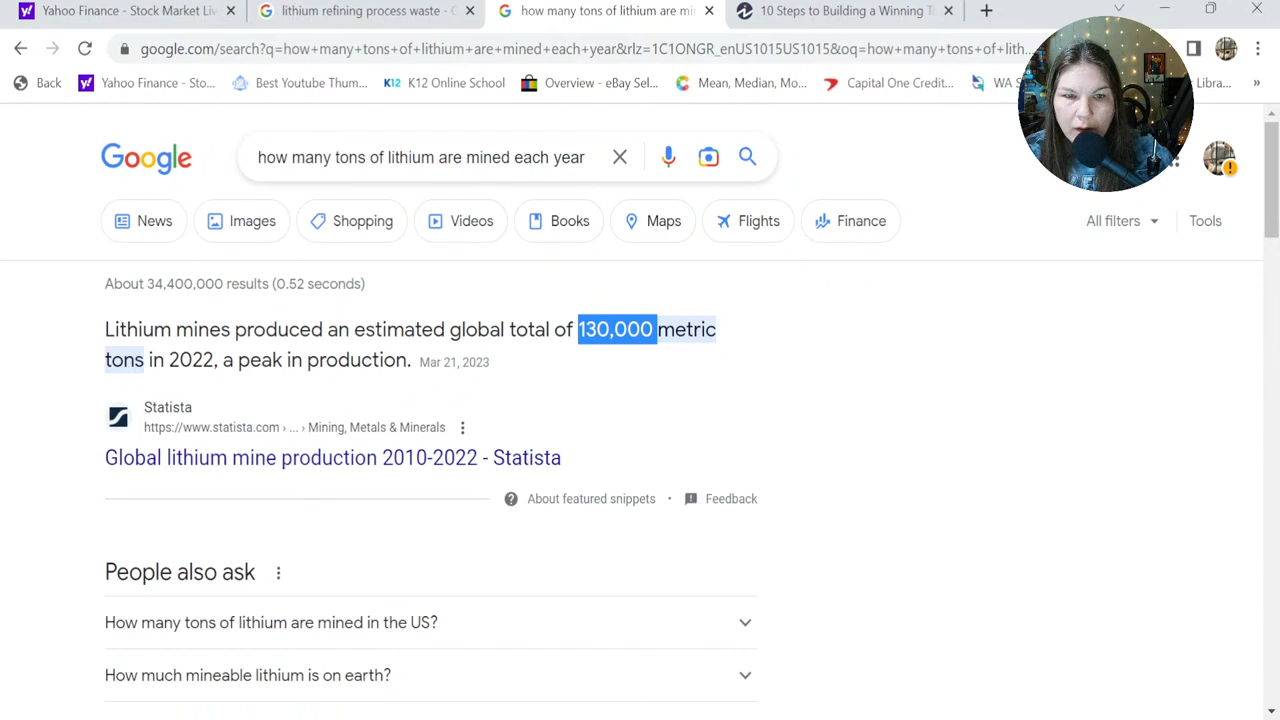 Yahoo Finance - Stock Market Liv
lithium refining process waste - G
how many tons of lithium are min
10 Steps to Building a Winning T
google.com/search?q=how+many+tons+of+lithium+are+mined+each+year&rlz=1C1ONGR_enUS1015US1015&oq=how+many+tons+of+lith...
Back
Yahoo Finance - Sto...
Best Youtube Thum...
K12 K12 Online School
Overview - eBay Sel...
Mean, Median, Mo...
Capital One Credit...
WA S
Libra...
»
Google
how many tons of lithium are mined each year
News
Images
Shopping
Videos
Books
Maps
Flights
Finance
All filters
Tools
About 34,400,000 results (0.52 seconds)
Lithium mines produced an estimated global total of 130,000 metric
tons in 2022, a peak in production. Mar 21, 2023
Statista
https://www.statista.com › ... › Mining, Metals & Minerals
Global lithium mine production 2010-2022 - Statista
About featured snippets • Feedback
People also ask
How many tons of lithium are mined in the US?
How much mineable lithium is on earth?